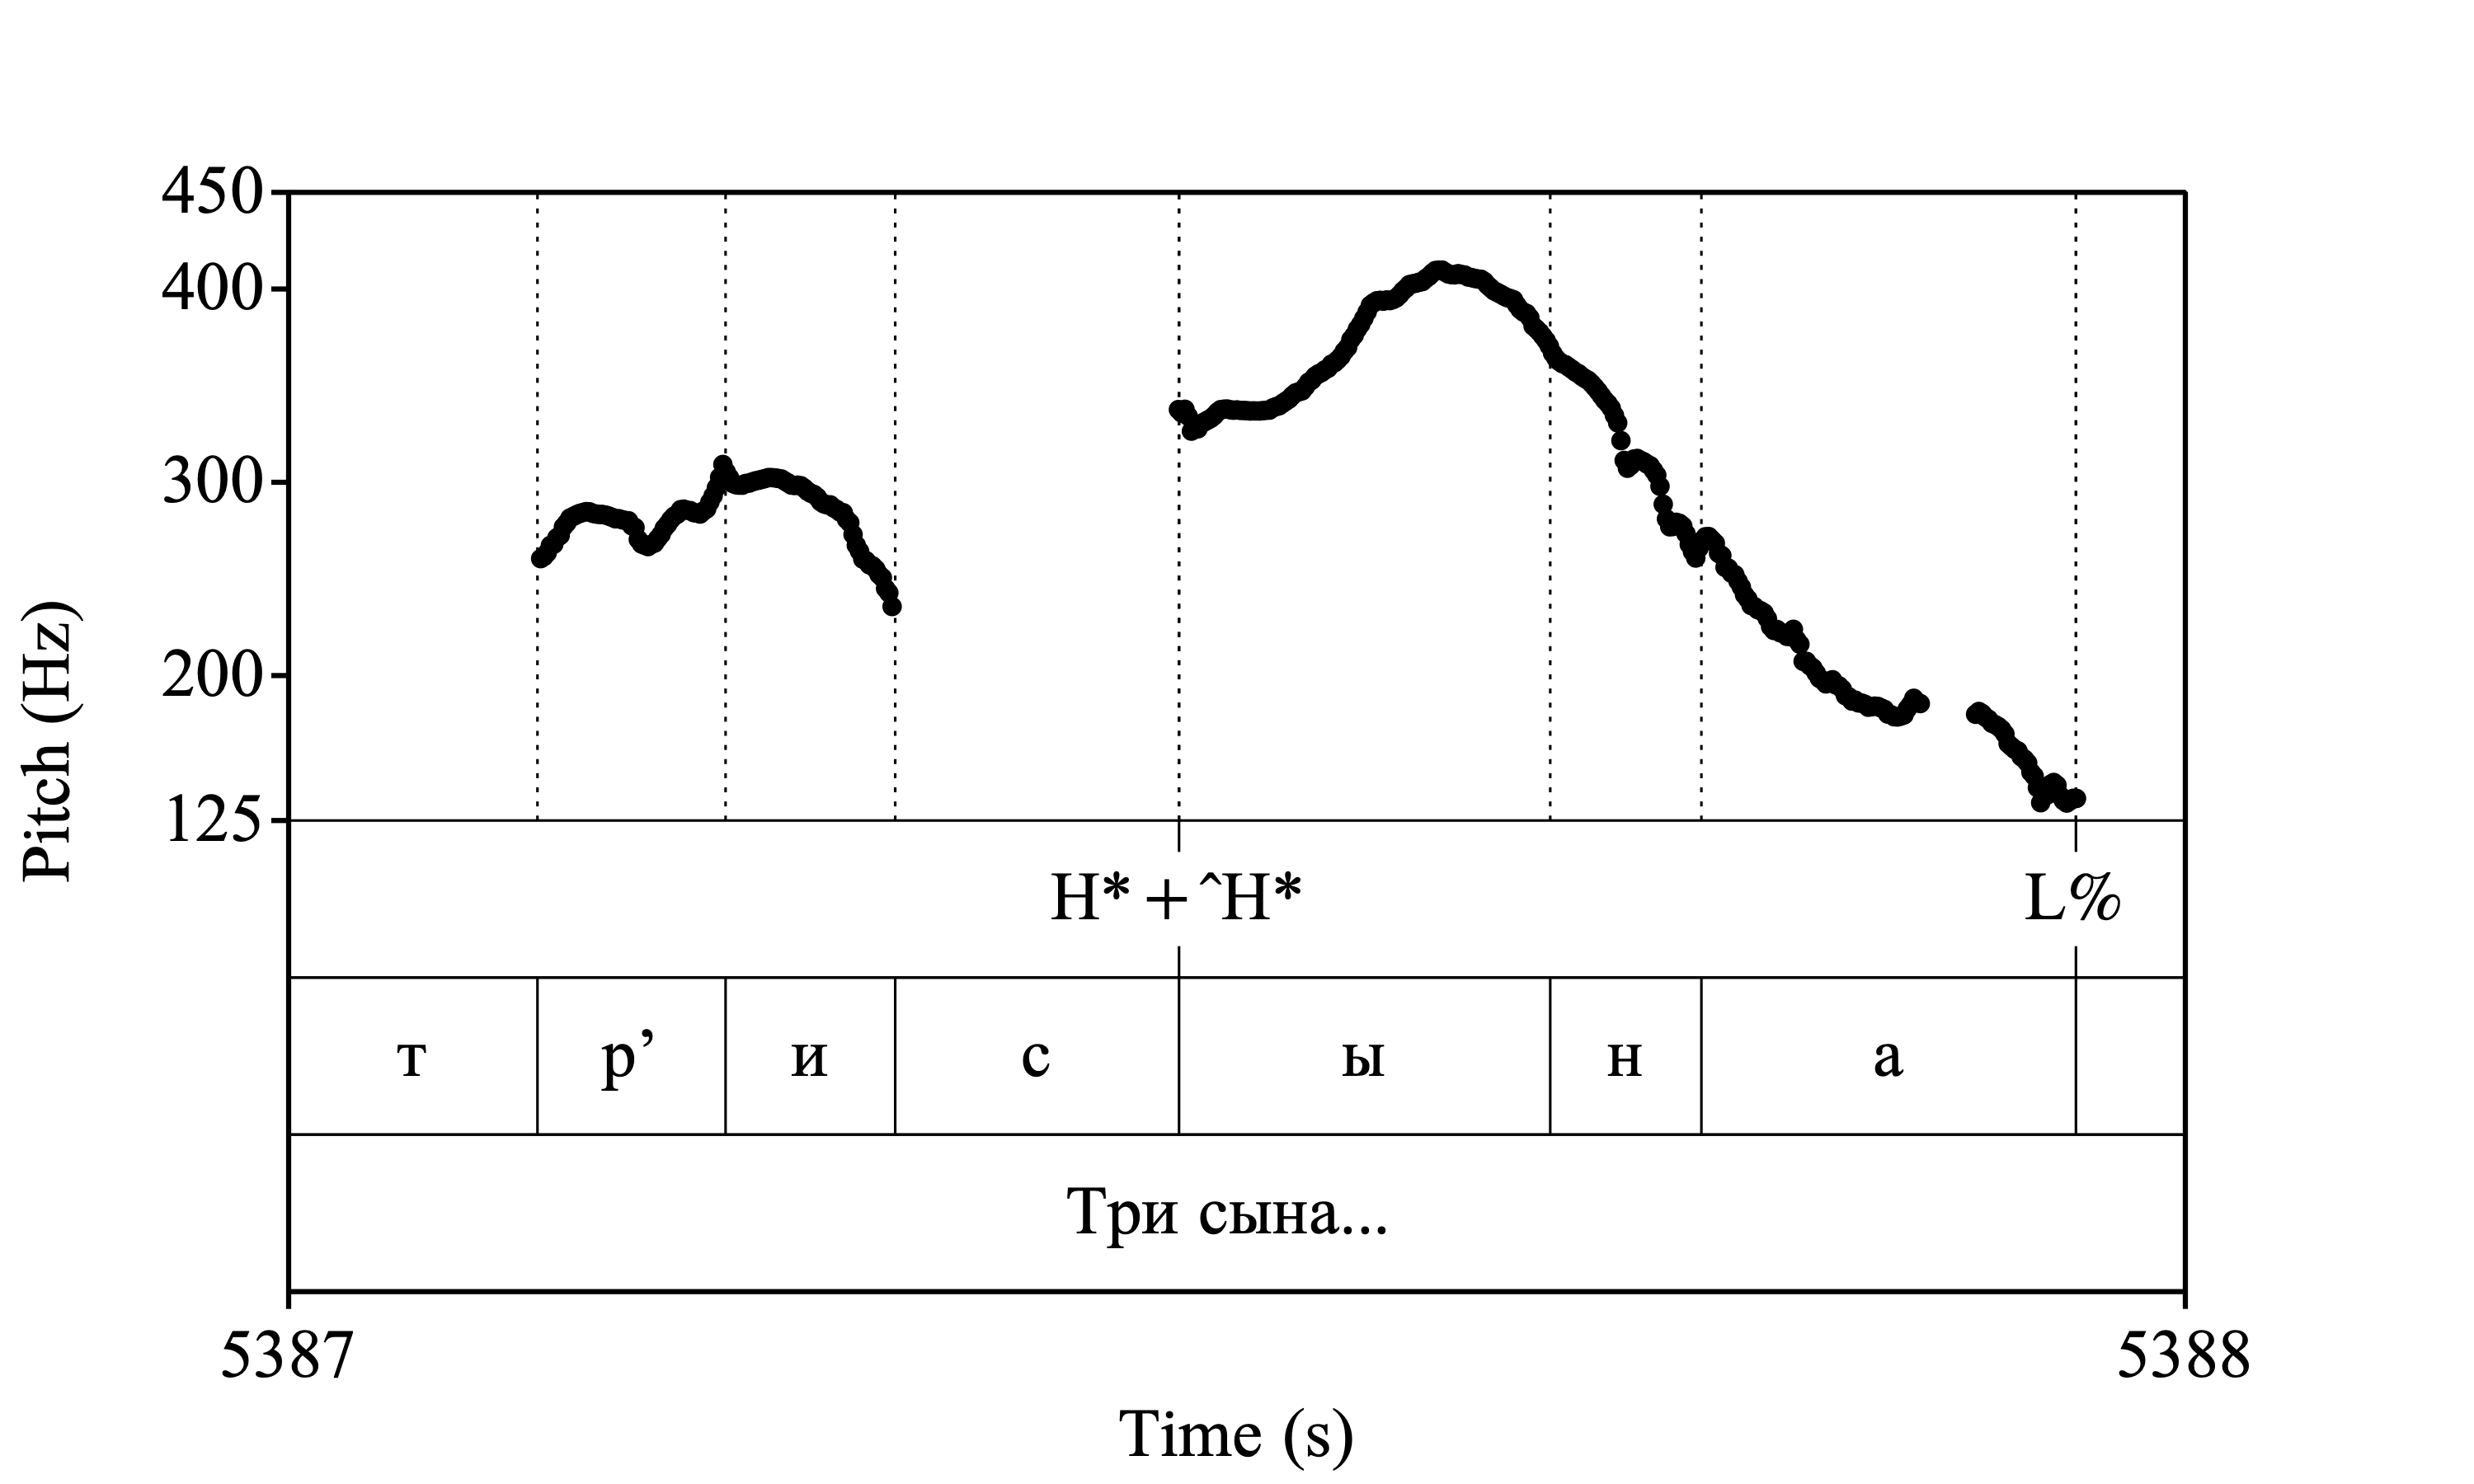 450
400
300
200
125
Pitch (Hz)
H*+^H* L%
т р’ и с ы н а
Три сына...
5387 5388
Time (s)